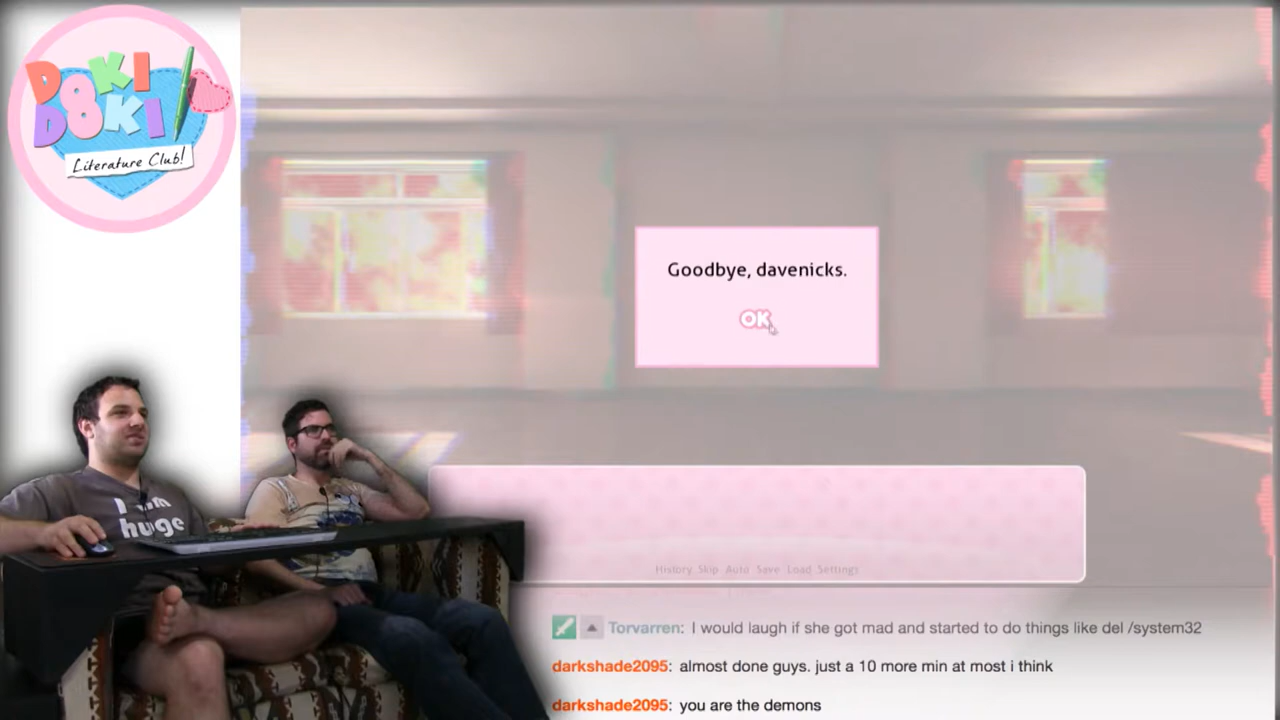 DOKI
DOKI
Literature Club!
Goodbye, davenicks.
OK
I am
huge
History Skip Auto Save Load Settings
Torvarren: I would laugh if she got mad and started to do things like del /system32
darkshade2095: almost done guys. just a 10 more min at most i think
darkshade2095: you are the demons